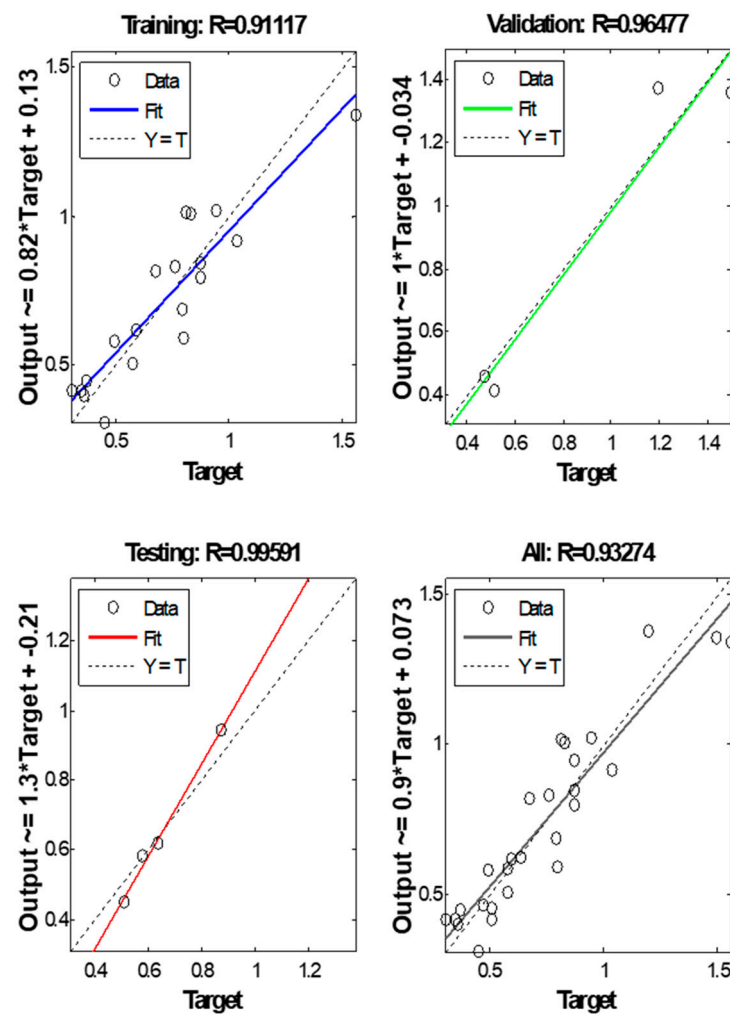 Training: R=0.91117
Output ~= 0.82*Target + 0.13
1.5
1
0.5
Data
Fit
Y = T
0.5
1
1.5
Target
Validation: R=0.96477
Output ~= 1*Target + -0.034
1.4
1.2
1
0.8
0.6
0.4
Data
Fit
Y = T
0.4
0.6
0.8
1
1.2
1.4
Target
Testing: R=0.99591
Output ~= 1.3*Target + -0.21
1.2
1
0.8
0.6
0.4
Data
Fit
Y = T
0.4
0.6
0.8
1
1.2
Target
All: R=0.93274
Output ~= 0.9*Target + 0.073
1.5
1
0.5
Data
Fit
Y = T
0.5
1
1.5
Target